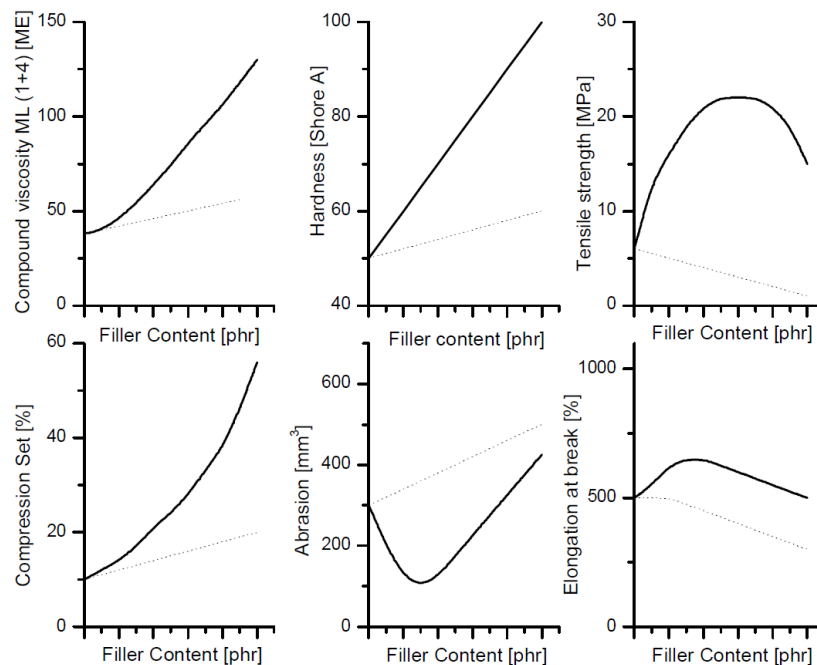 Compound viscosity ML (1+4) [ME]
150
100
50
0
Filler Content [phr]
Hardness [Shore A]
100
80
60
40
Filler content [phr]
Tensile strength [MPa]
30
20
10
0
Filler Content [phr]
Compression Set [%]
60
40
20
0
Filler Content [phr]
Abrasion [mm³]
600
400
200
0
Filler Content [phr]
Elongation at break [%]
1000
500
0
Filler Content [phr]